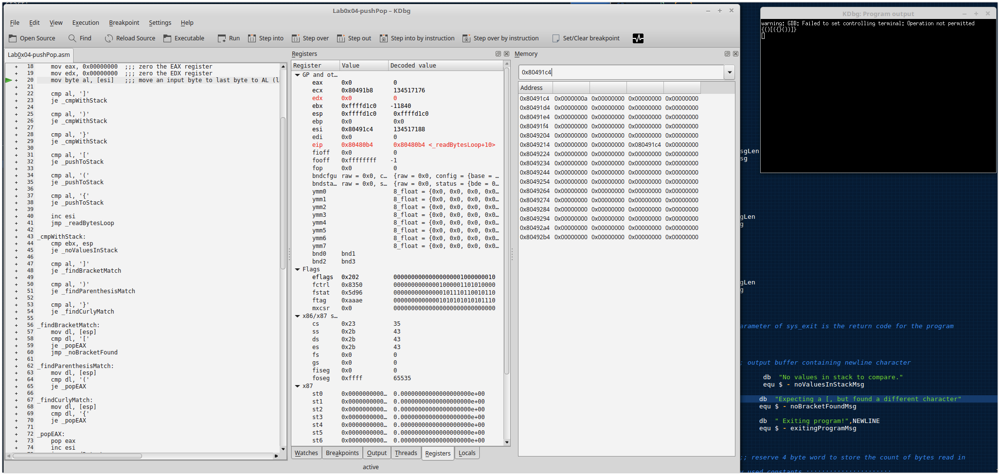 Lab0x04-pushPop – KDbg
File Edit View Execution Breakpoint Settings Help
Open Source Find Reload Source Executable Run Step into Step over Step out Step into by instruction Step over by instruction Set/Clear breakpoint
Lab0x04-pushPop.asm
+ 18 mov eax, 0x00000000 ;;; zero the EAX register
+ 19 mov edx, 0x00000000 ;;; zero the EDX register
+ 20 mov byte al, [esi] ;;; move an input byte to last byte to AL (l
+ 21
+ 22 cmp al, ']'
+ 23 je _cmpWithStack
+ 24
+ 25 cmp al, ')'
+ 26 je _cmpWithStack
+ 27
+ 28 cmp al, '}'
+ 29 je _cmpWithStack
+ 30
+ 31 cmp al, '['
+ 32 je _pushToStack
+ 33
+ 34 cmp al, '('
+ 35 je _pushToStack
+ 36
+ 37 cmp al, '{'
+ 38 je _pushToStack
+ 39
+ 40 inc esi
+ 41 jmp _readBytesLoop
+ 42
+ 43 _cmpWithStack:
+ 44 cmp ebx, esp
+ 45 je _noValuesInStack
+ 46
+ 47 cmp al, ']'
+ 48 je _findBracketMatch
+ 49
+ 50 cmp al, ')'
+ 51 je _findParenthesisMatch
+ 52
+ 53 cmp al, '}'
+ 54 je _findCurlyMatch
+ 55
+ 56 _findBracketMatch:
+ 57 mov dl, [esp]
+ 58 cmp dl, '['
+ 59 je _popEAX
+ 60 jmp _noBracketFound
+ 61
+ 62 _findParenthesisMatch:
+ 63 mov dl, [esp]
+ 64 cmp dl, '('
+ 65 je _popEAX
+ 66
+ 67 _findCurlyMatch:
+ 68 mov dl, [esp]
+ 69 cmp dl, '{'
+ 70 je _popEAX
+ 71
+ 72 _popEAX:
+ 73 pop eax
+ 74 inc esi
Registers
Register Value Decoded value
GP and ot…
eax 0x0 0
ecx 0x80491b8 134517176
edx 0x0 0
ebx 0xffffd1c0 -11840
esp 0xffffd1c0 0xffffd1c0
ebp 0x0 0x0
esi 0x80491c4 134517188
edi 0x0 0
eip 0x80480b4 0x80480b4 <_readBytesLoop+10>
fioff 0x0 0
fooff 0xffffffff -1
fop 0x0 0
bndcfgu raw = 0x0, c… {raw = 0x0, config = {base = …
bndsta… raw = 0x0, s… {raw = 0x0, status = {bde = 0…
ymm0 8_float = {0x0, 0x0, 0x0, 0x0…
ymm1 8_float = {0x0, 0x0, 0x0, 0x0…
ymm2 8_float = {0x0, 0x0, 0x0, 0x0…
ymm3 8_float = {0x0, 0x0, 0x0, 0x0…
ymm4 8_float = {0x0, 0x0, 0x0, 0x0…
ymm5 8_float = {0x0, 0x0, 0x0, 0x0…
ymm6 8_float = {0x0, 0x0, 0x0, 0x0…
ymm7 8_float = {0x0, 0x0, 0x0, 0x0…
bnd0 bnd1
bnd2 bnd3
Flags
eflags 0x202 00000000000000000001000000010
fctrl 0x8350 00000000000001000001101010000
fstat 0x5d96 00000000000000101110110010110
ftag 0xaaae 00000000000001010101010101110
mxcsr 0x0 00000000000000000000000000000
x86/x87 s…
cs 0x23 35
ss 0x2b 43
ds 0x2b 43
es 0x2b 43
fs 0x0 0
gs 0x0 0
fiseg 0x0 0
foseg 0xffff 65535
x87
st0 0x0000000000… 0.00000000000000000000e+00
st1 0x0000000000… 0.00000000000000000000e+00
st2 0x0000000000… 0.00000000000000000000e+00
st3 0x0000000000… 0.00000000000000000000e+00
st4 0x0000000000… 0.00000000000000000000e+00
st5 0x0000000000… 0.00000000000000000000e+00
st6 0x0000000000… 0.00000000000000000000e+00
Watches Breakpoints Output Threads Registers Locals
active
Memory
0x80491c4
Address
0x80491c4 0x0000000a 0x00000000 0x00000000 0x00000000
0x80491d4 0x00000000 0x00000000 0x00000000 0x00000000
0x80491e4 0x00000000 0x00000000 0x00000000 0x00000000
0x80491f4 0x00000000 0x00000000 0x00000000 0x00000000
0x8049204 0x00000000 0x00000000 0x00000000 0x00000000
0x8049214 0x00000000 0x00000000 0x080491c4 0x00000000
0x8049224 0x00000000 0x00000000 0x00000000 0x00000000
0x8049234 0x00000000 0x00000000 0x00000000 0x00000000
0x8049244 0x00000000 0x00000000 0x00000000 0x00000000
0x8049254 0x00000000 0x00000000 0x00000000 0x00000000
0x8049264 0x00000000 0x00000000 0x00000000 0x00000000
0x8049274 0x00000000 0x00000000 0x00000000 0x00000000
0x8049284 0x00000000 0x00000000 0x00000000 0x00000000
0x8049294 0x00000000 0x00000000 0x00000000 0x00000000
0x80492a4 0x00000000 0x00000000 0x00000000 0x00000000
0x80492b4 0x00000000 0x00000000 0x00000000 0x00000000
KDbg: Program output
warning: GDB: Failed to set controlling terminal: Operation not permitted
{()[({}())]}
sgLen
sg
gLen
g
gLen
g
arameter of sys_exit is the return code for the program
; output buffer containing newline character
db "No values in stack to compare."
equ $ - noValuesInStackMsg
db "Expecting a [, but found a different character"
equ $ - noBracketFoundMsg
db " Exiting program!",NEWLINE
equ $ - exitingProgramMsg
;; reserve 4 byte word to store the count of bytes read in